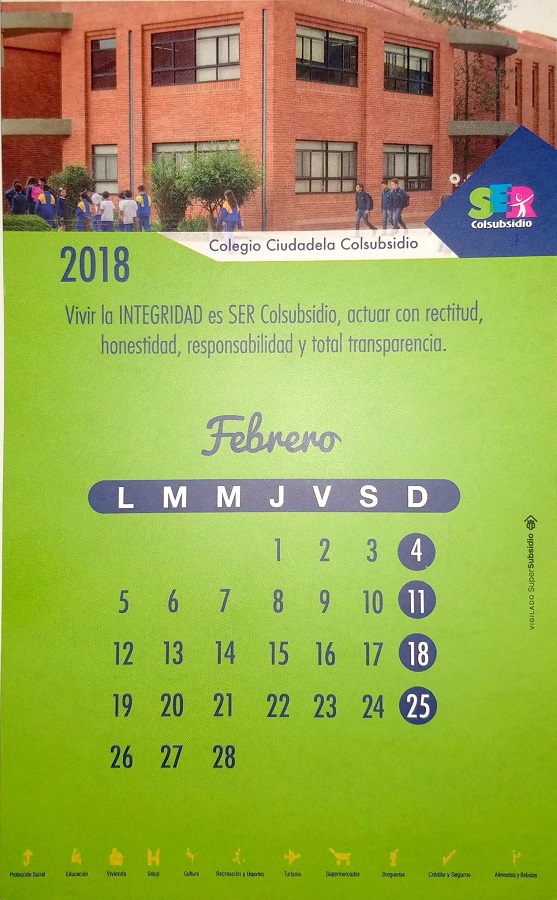 SER
Colsubsidio
Colegio Ciudadela Colsubsidio
2018
Vivir la INTEGRIDAD es SER Colsubsidio, actuar con rectitud,
honestidad, responsabilidad y total transparencia.
Febrero
L M M J V S D
1 2 3 4
5 6 7 8 9 10 11
12 13 14 15 16 17 18
19 20 21 22 23 24 25
26 27 28
VIGILADO SuperSubsidio
Protección Social Educación Vivienda Salud Cultura Recreación y Deportes Turismo Supermercados Droguerías Crédito y Seguros Alimentos y Bebidas